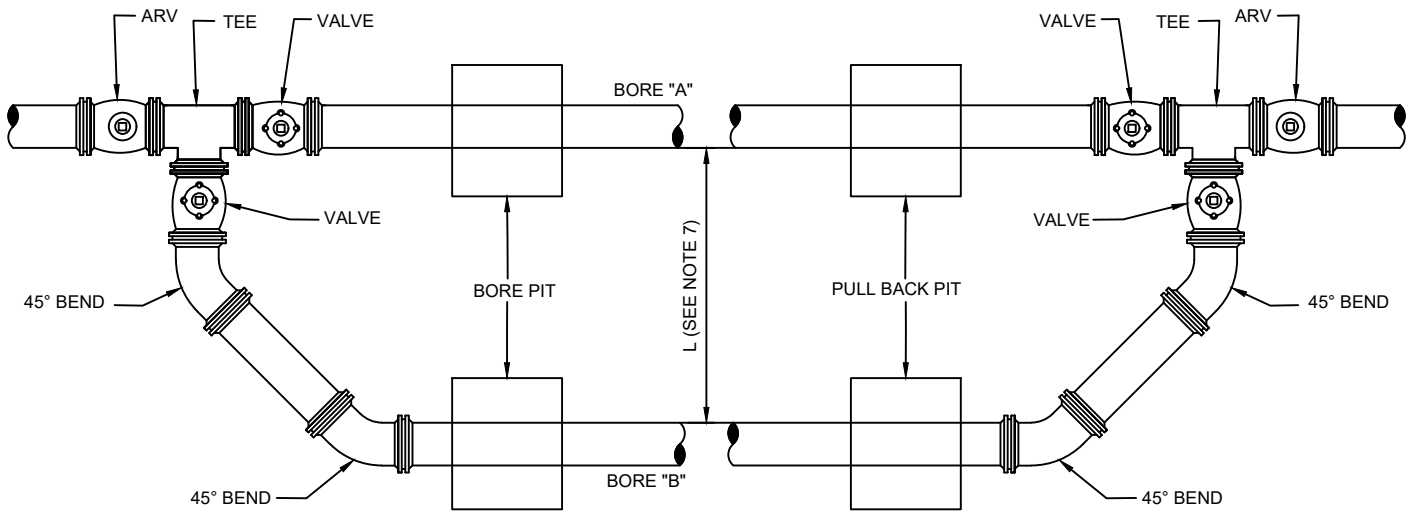 ARV
TEE
VALVE
VALVE
TEE
ARV
BORE "A"
VALVE
VALVE
L (SEE NOTE 7)
BORE PIT
PULL BACK PIT
45° BEND
45° BEND
BORE "B"
45° BEND
45° BEND